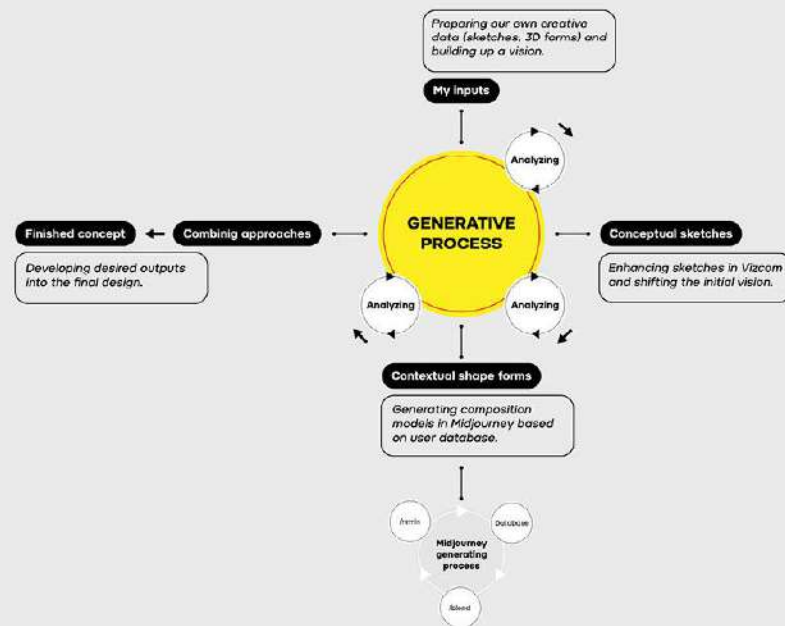 Preparing our own creative
data (sketches, 3D forms) and
building up a vision.
My inputs
Analyzing
GENERATIVE
PROCESS
Finished concept
Combinig approaches
Conceptual sketches
Developing desired outputs
into the final design.
Enhancing sketches in Vizcom
and shifting the initial vision.
Analyzing
Analyzing
Contextual shape forms
Generating composition
models in Midjourney based
on user database.
Database
Midjourney
generating
process
/blend